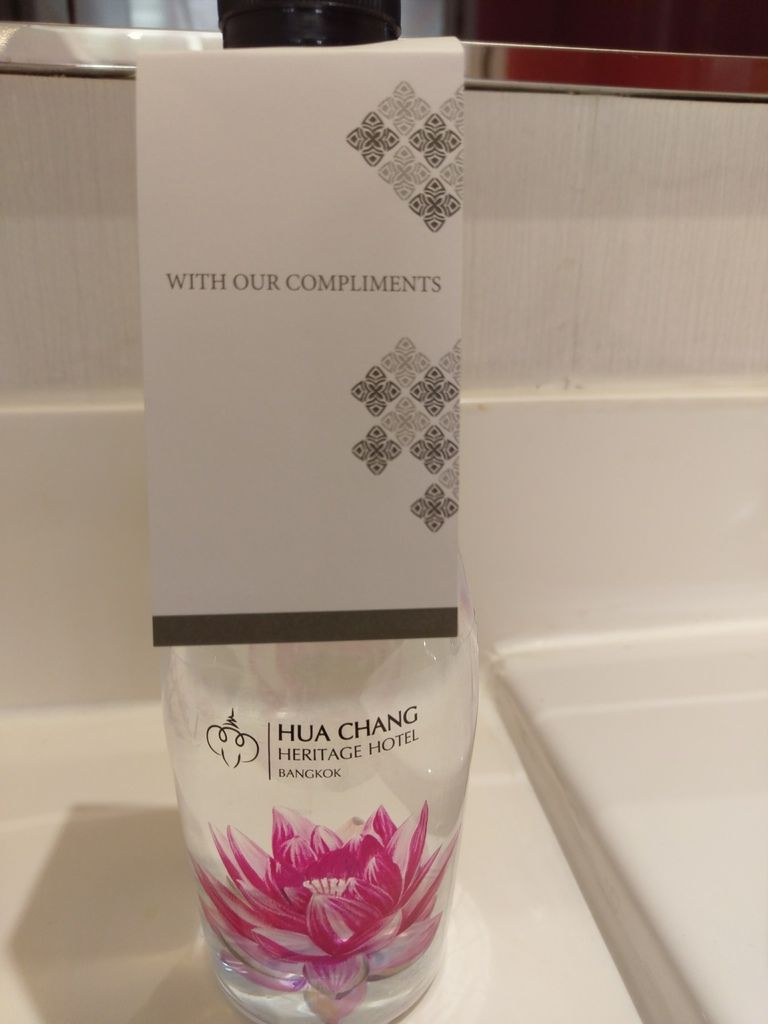 WITH OUR COMPLIMENTS
HUA CHANG
HERITAGE HOTEL
BANGKOK